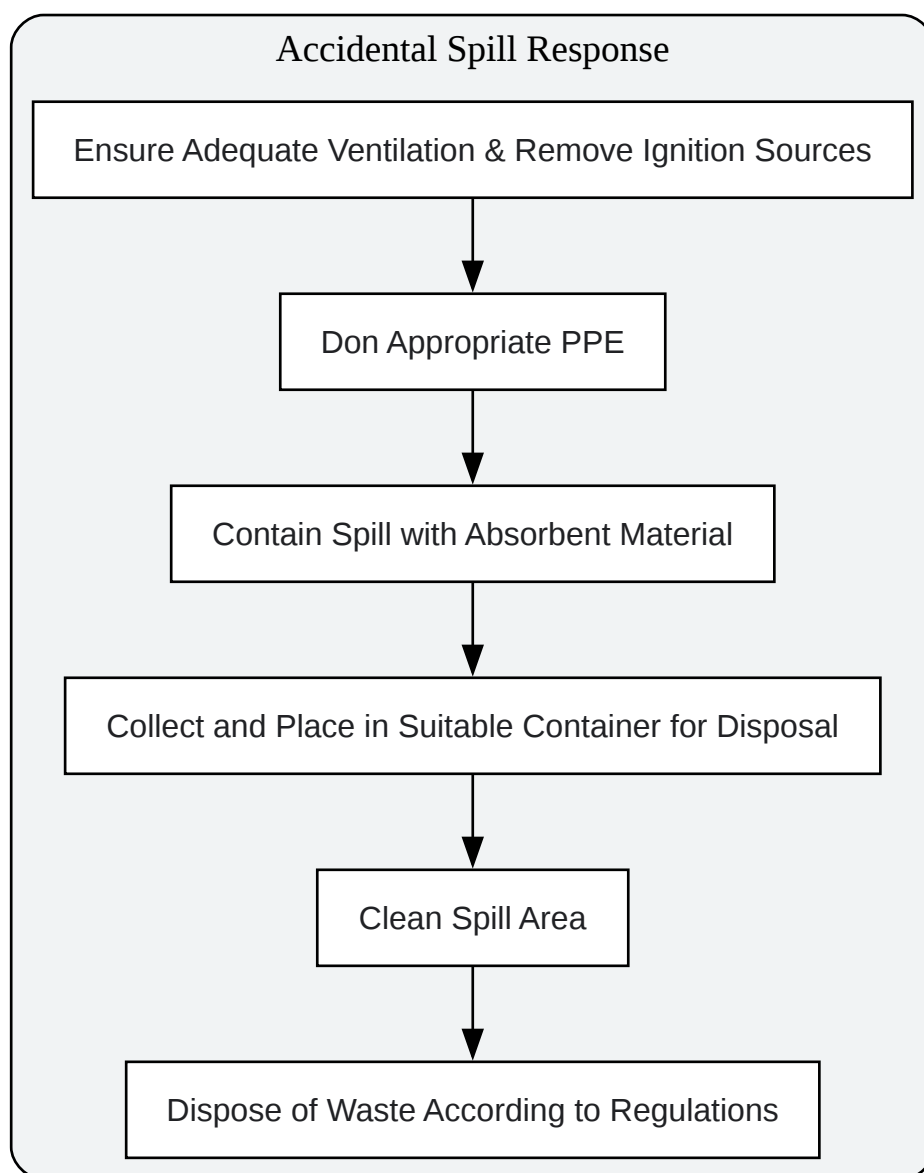 Accidental Spill Response
Ensure Adequate Ventilation & Remove Ignition Sources
Don Appropriate PPE
Contain Spill with Absorbent Material
Collect and Place in Suitable Container for Disposal
Clean Spill Area
Dispose of Waste According to Regulations